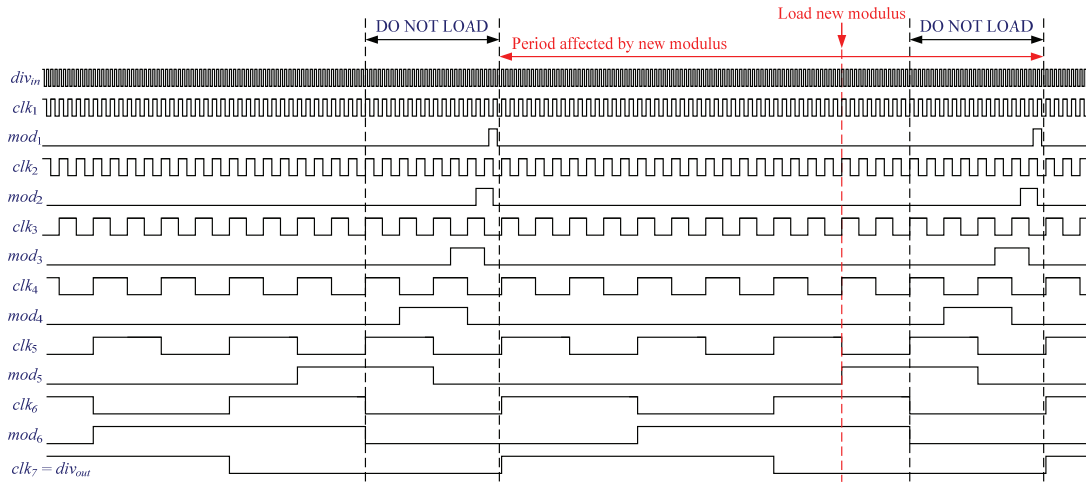 Load new modulus
DO NOT LOAD
DO NOT LOAD
Period affected by new modulus
div_in
clk_1
mod_1
clk_2
mod_2
clk_3
mod_3
clk_4
mod_4
clk_5
mod_5
clk_6
mod_6
clk_7 = div_out